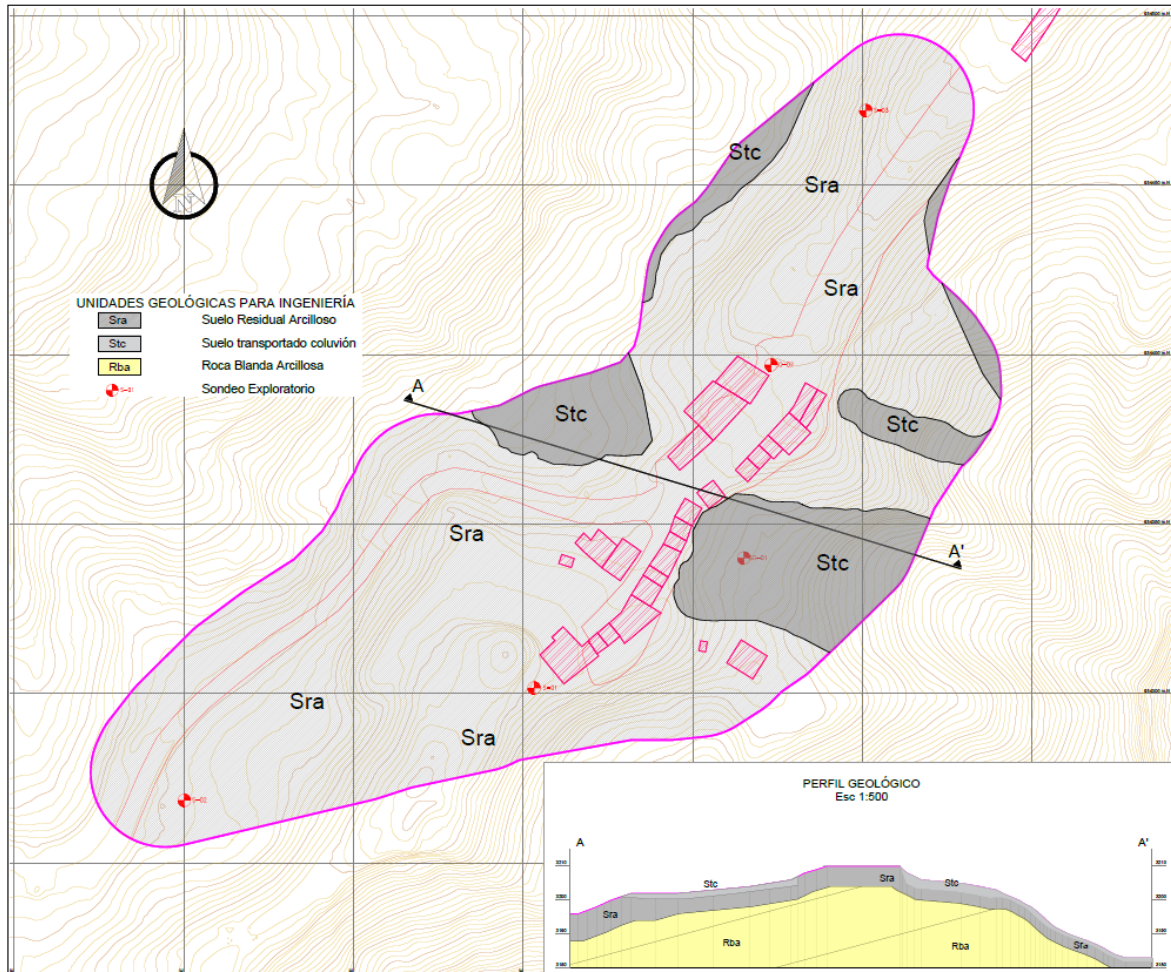 Stc
Sra
N
Sra
UNIDADES GEOLÓGICAS PARA INGENIERÍA
Sra Suelo Residual Arcilloso
Stc Suelo transportado coluvión
Rba Roca Blanda Arcillosa
Sondeo Exploratorio
A
Stc
Stc
Sra
A'
Stc
Sra
Sra
PERFIL GEOLÓGICO
Esc 1:500
A A'
Stc
Sra
Stc
Sra
Rba
Rba
Sra